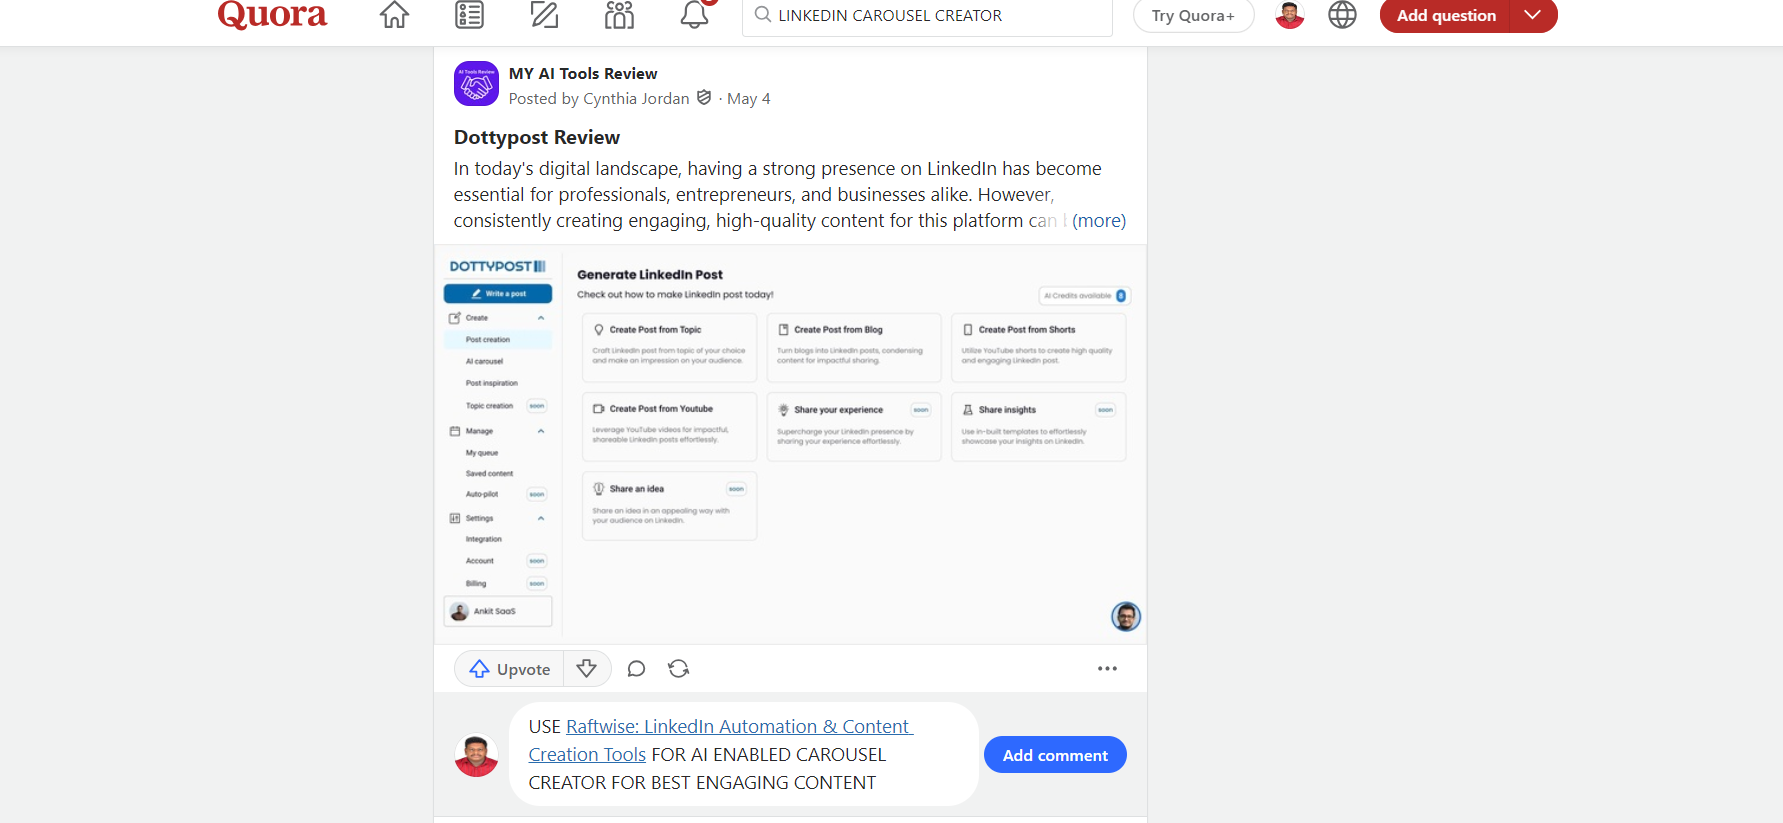 Quora
LINKEDIN CAROUSEL CREATOR
Try Quora+
Add question
AI Tools Review
MY AI Tools Review
Posted by Cynthia Jordan · May 4
Dottypost Review
In today's digital landscape, having a strong presence on LinkedIn has become
essential for professionals, entrepreneurs, and businesses alike. However,
consistently creating engaging, high-quality content for this platform can (more)
DOTTYPOST
Write a post
Create
Post creation
AI carousel
Post inspiration
Topic creation soon
Manage
My queue
Saved content
Auto-pilot soon
Settings
Integration
Account soon
Billing soon
Ankit SaaS
Generate LinkedIn Post
Check out how to make LinkedIn post today!
AI Credits available 8
Create Post from Topic
Craft LinkedIn post from topic of your choice
and make an impression on your audience.
Create Post from Blog
Turn blogs into LinkedIn posts, condensing
content for impactful sharing.
Create Post from Shorts
Utilize YouTube shorts to create high quality
and engaging LinkedIn post.
Create Post from Youtube
Leverage YouTube videos for impactful,
shareable LinkedIn posts effortlessly.
Share your experience soon
Supercharge your LinkedIn presence by
sharing your experience effortlessly.
Share insights soon
Use in-built templates to effortlessly
showcase your insights on LinkedIn.
Share an idea soon
Share an idea in an appealing way with
your audience on LinkedIn.
Upvote
USE Raftwise: LinkedIn Automation & Content
Creation Tools FOR AI ENABLED CAROUSEL
CREATOR FOR BEST ENGAGING CONTENT
Add comment